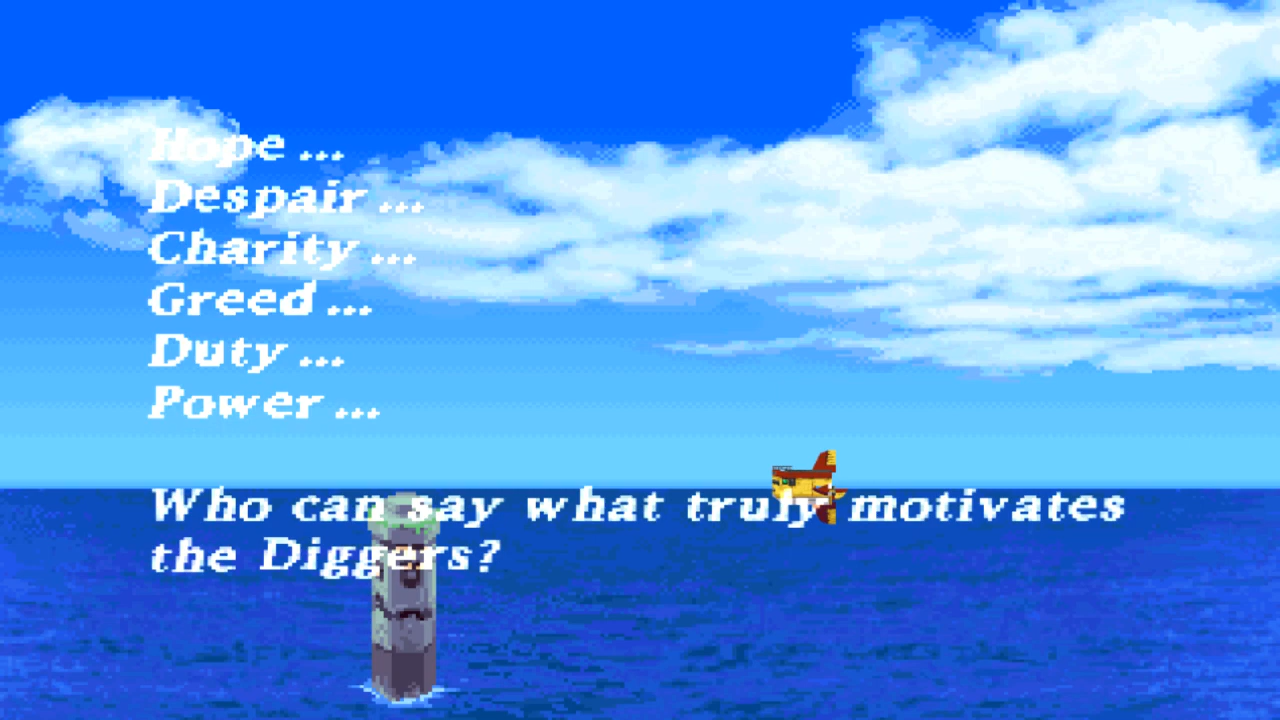 Hope ...
Despair ...
Charity ...
Greed ...
Duty ...
Power ...
Who can say what truly motivates
the Diggers?